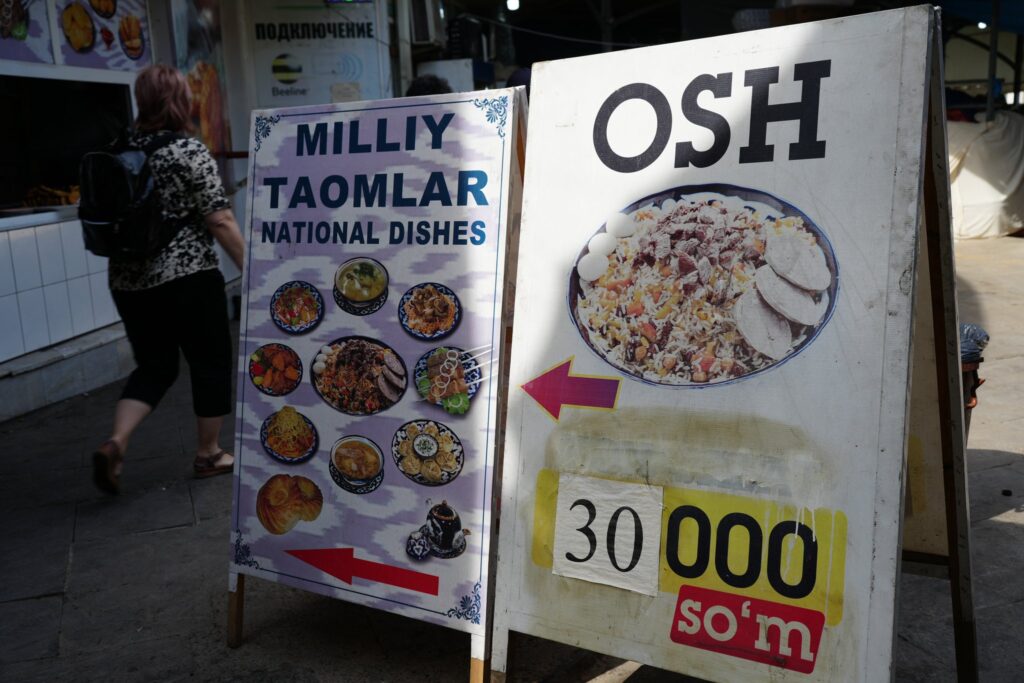 ПОДКЛЮЧЕНИЕ
Beeline
MILLIY
TAOMLAR
NATIONAL DISHES
OSH
30 000
so‘m